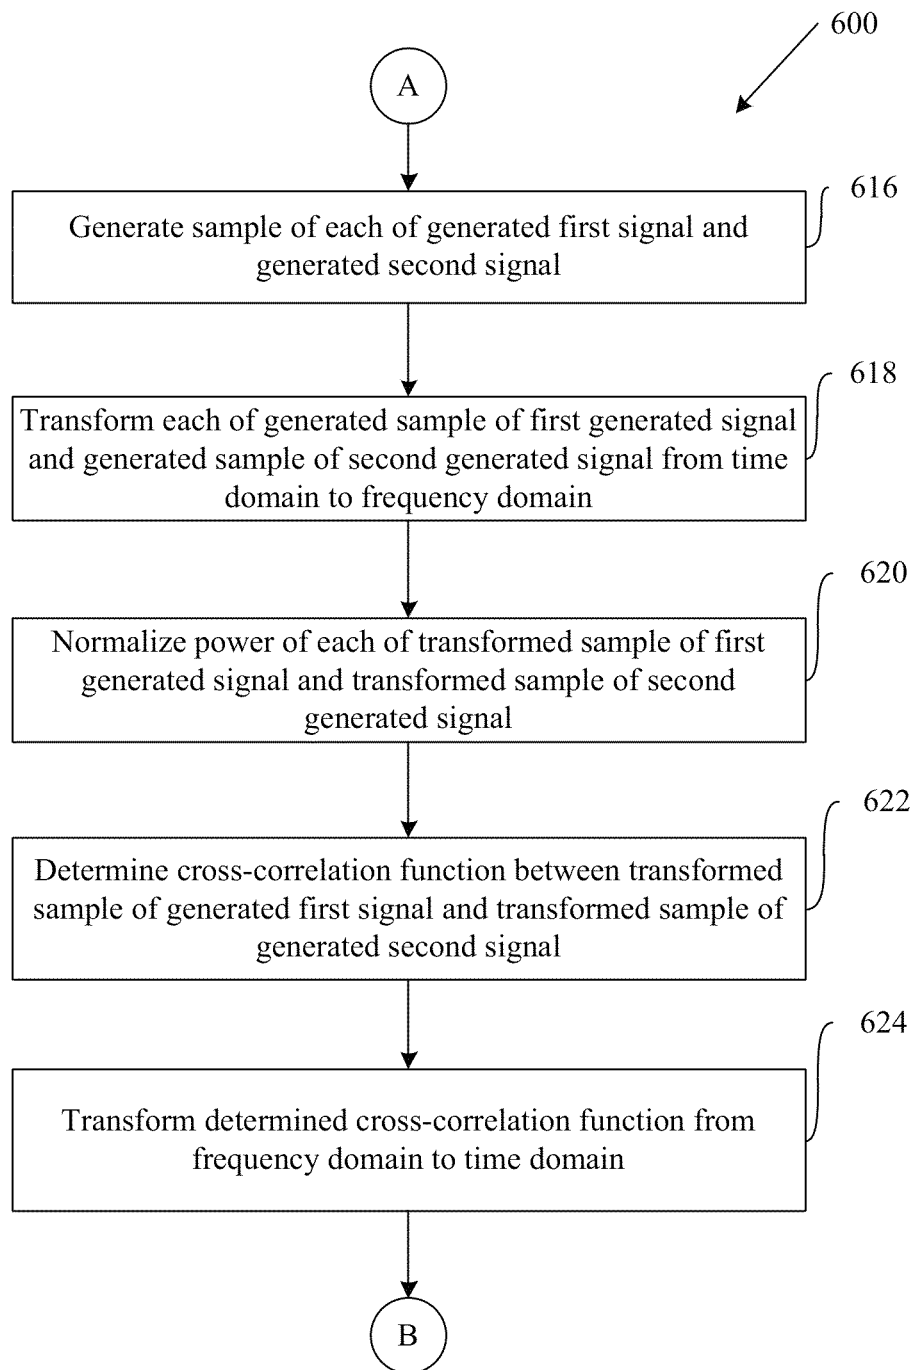 600
A
616
Generate sample of each of generated first signal and
generated second signal
618
Transform each of generated sample of first generated signal
and generated sample of second generated signal from time
domain to frequency domain
620
Normalize power of each of transformed sample of first
generated signal and transformed sample of second
generated signal
622
Determine cross-correlation function between transformed
sample of generated first signal and transformed sample of
generated second signal
624
Transform determined cross-correlation function from
frequency domain to time domain
B